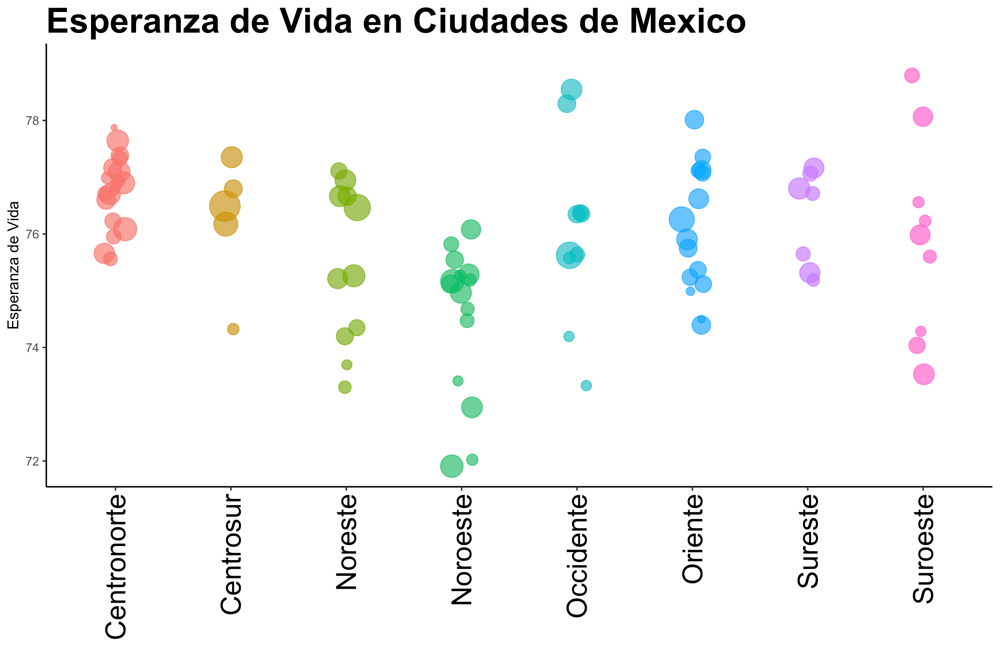 Esperanza de Vida en Ciudades de Mexico
Esperanza de Vida
78
76
74
72
Centronorte
Centrosur
Noreste
Noroeste
Occidente
Oriente
Sureste
Suroeste